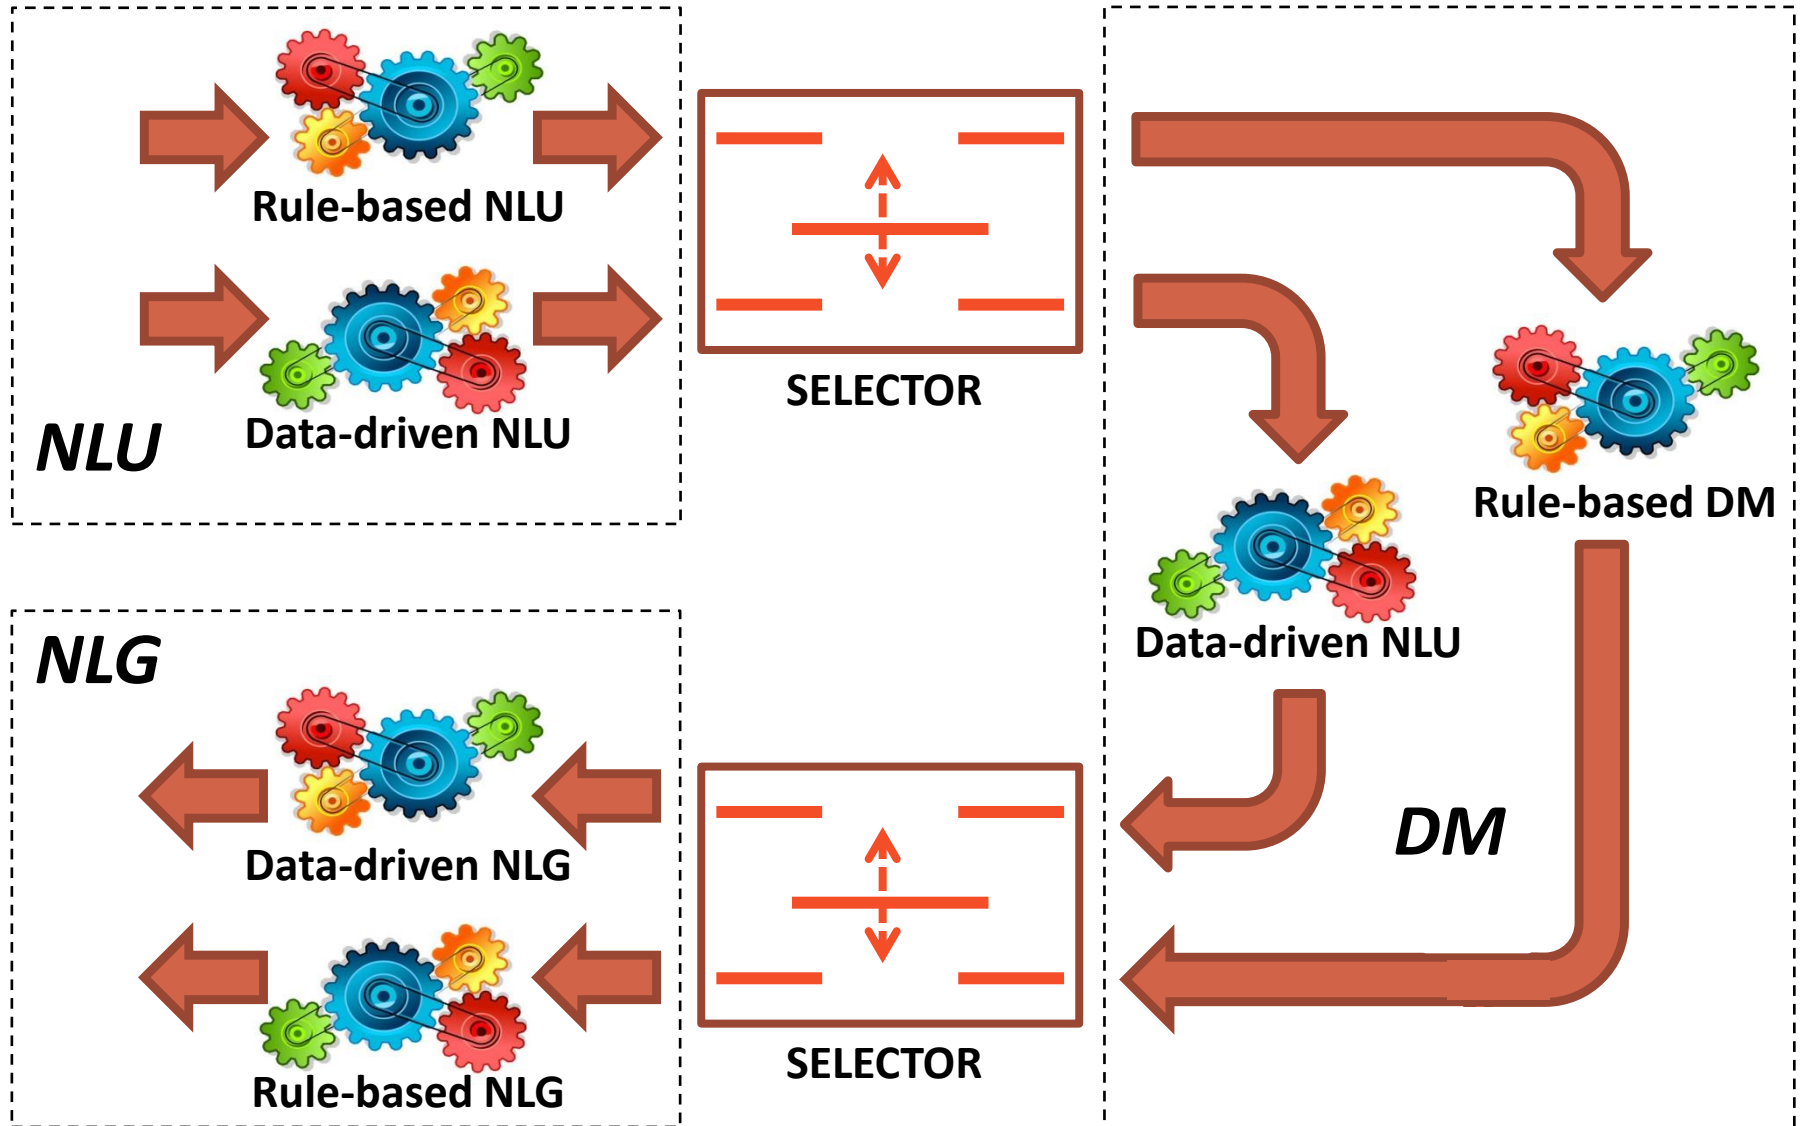 Rule-based NLU
Data-driven NLU
NLU
SELECTOR
Rule-based DM
Data-driven NLU
DM
NLG
Data-driven NLG
Rule-based NLG
SELECTOR